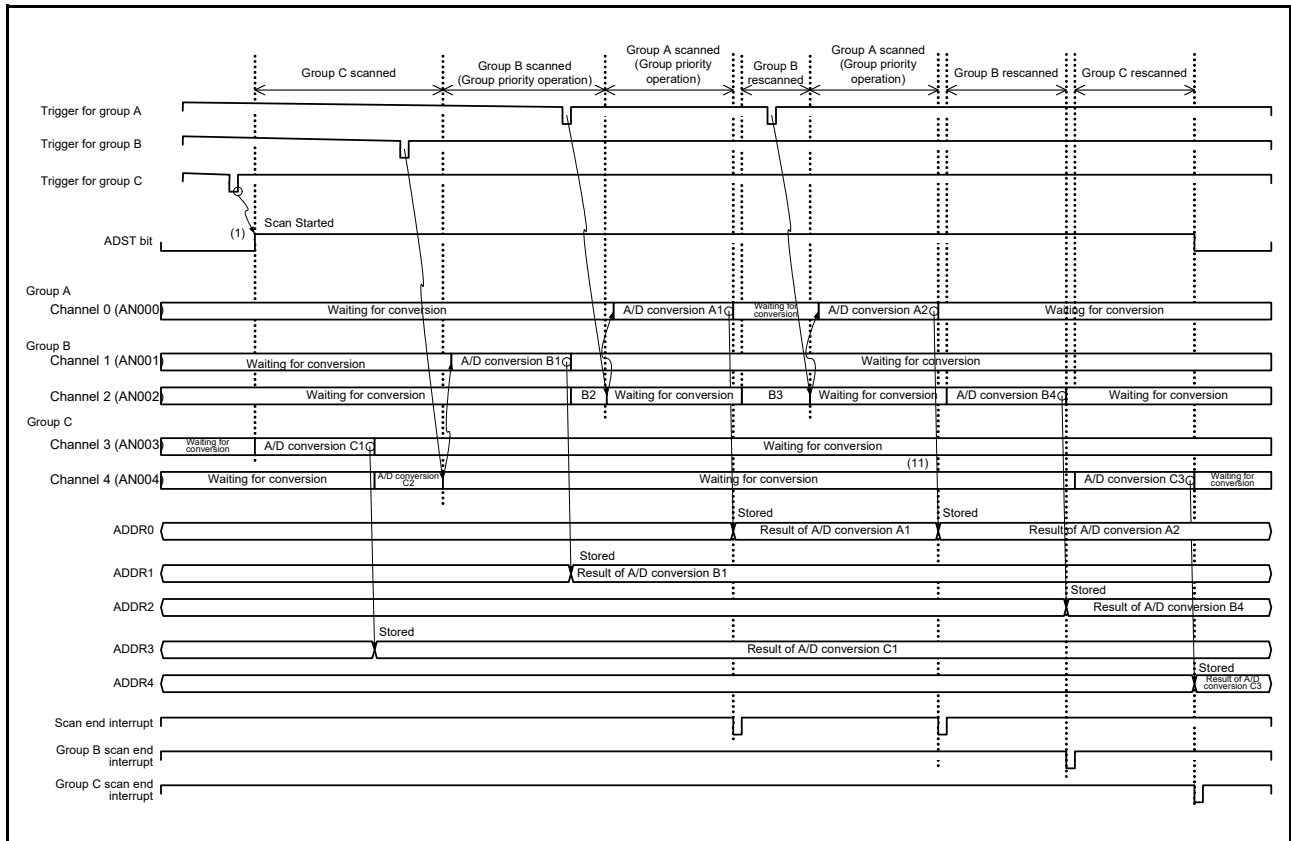 Group C scanned
Group B scanned
(Group priority operation)
Group A scanned
(Group priority
operation)
Group B
rescanned
Group A scanned
(Group priority
operation)
Group B rescanned
Group C rescanned
Trigger for group A
Trigger for group B
Trigger for group C
(1)
Scan Started
ADST bit
Group A
Channel 0 (AN000)
Waiting for conversion
A/D conversion A1
Waiting for
conversion
A/D conversion A2
Waiting for conversion
Group B
Channel 1 (AN001)
Waiting for conversion
A/D conversion B1
Waiting for conversion
Channel 2 (AN002)
Waiting for conversion
B2
Waiting for conversion
B3
Waiting for conversion
A/D conversion B4
Waiting for conversion
Group C
Channel 3 (AN003)
Waiting for
conversion
A/D conversion C1
Waiting for conversion
(11)
Channel 4 (AN004)
Waiting for conversion
A/D conversion
C2
Waiting for conversion
A/D conversion C3
Waiting for
conversion
ADDR0
Stored
Result of A/D conversion A1
Stored
Result of A/D conversion A2
ADDR1
Stored
Result of A/D conversion B1
ADDR2
Stored
Result of A/D conversion B4
ADDR3
Stored
Result of A/D conversion C1
ADDR4
Stored
Result of A/D
conversion C3
Scan end interrupt
Group B scan end
interrupt
Group C scan end
interrupt